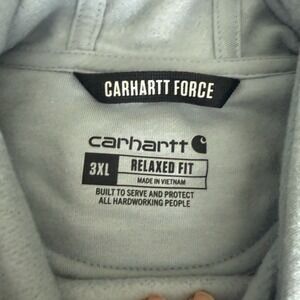 CARHARTT FORCE
carhartt
3XL RELAXED FIT
MADE IN VIETNAM
BUILT TO SERVE AND PROTECT
ALL HARDWORKING PEOPLE